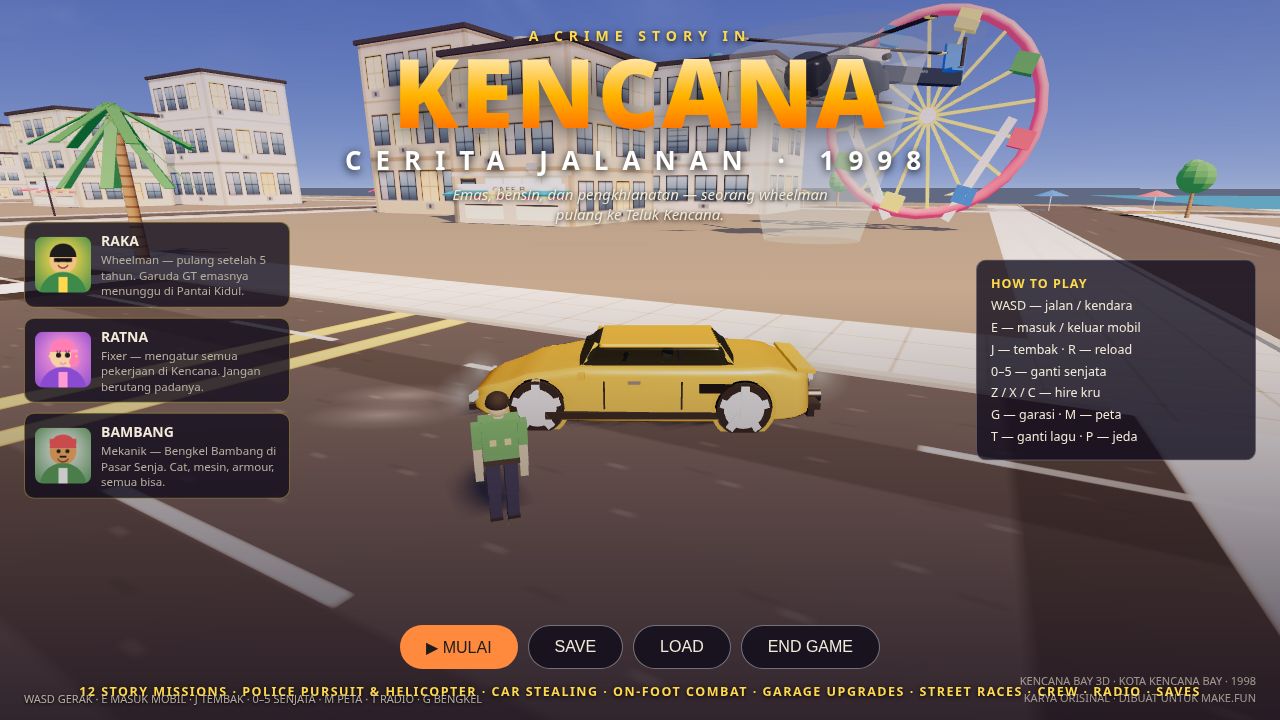 A CRIME STORY IN
KENCANA
CERITA JALANAN · 1998
Emas, bensin, dan pengkhianatan — seorang wheelman
pulang ke Teluk Kencana.
RAKA
Wheelman — pulang setelah 5
tahun. Garuda GT emasnya
menunggu di Pantai Kidul.
RATNA
Fixer — mengatur semua
pekerjaan di Kencana. Jangan
berutang padanya.
BAMBANG
Mekanik — Bengkel Bambang di
Pasar Senja. Cat, mesin, armour,
semua bisa.
HOW TO PLAY
WASD — jalan / kendara
E — masuk / keluar mobil
J — tembak · R — reload
0–5 — ganti senjata
Z / X / C — hire kru
G — garasi · M — peta
T — ganti lagu · P — jeda
▶ MULAI
SAVE
LOAD
END GAME
12 STORY MISSIONS · POLICE PURSUIT & HELICOPTER · CAR STEALING · ON-FOOT COMBAT · GARAGE UPGRADES · STREET RACES · CREW · RADIO · SAVES
WASD GERAK · E MASUK MOBIL · J TEMBAK · 0–5 SENJATA · M PETA · T RADIO · G BENGKEL
KENCANA BAY 3D · KOTA KENCANA BAY · 1998
KARYA ORISINAL · DIBUAT UNTUK MAKE.FUN